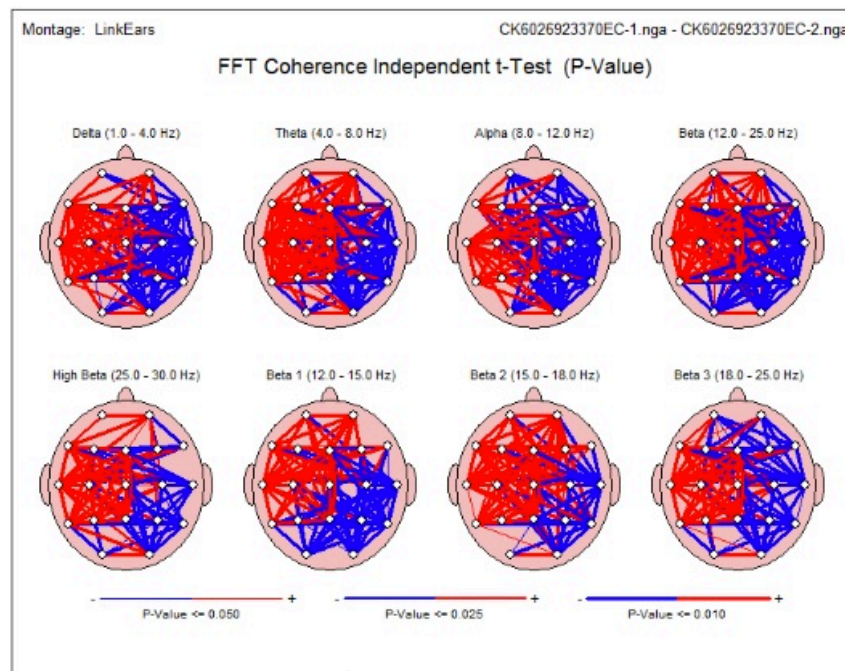 Montage: LinkEars CK6026923370EC-1.nga - CK6026923370EC-2.nga
FFT Coherence Independent t-Test (P-Value)
Delta (1.0 - 4.0 Hz) Theta (4.0 - 8.0 Hz) Alpha (8.0 - 12.0 Hz) Beta (12.0 - 25.0 Hz)
High Beta (25.0 - 30.0 Hz) Beta 1 (12.0 - 15.0 Hz) Beta 2 (15.0 - 18.0 Hz) Beta 3 (18.0 - 25.0 Hz)
- + - + - +
P-Value <= 0.050 P-Value <= 0.025 P-Value <= 0.010